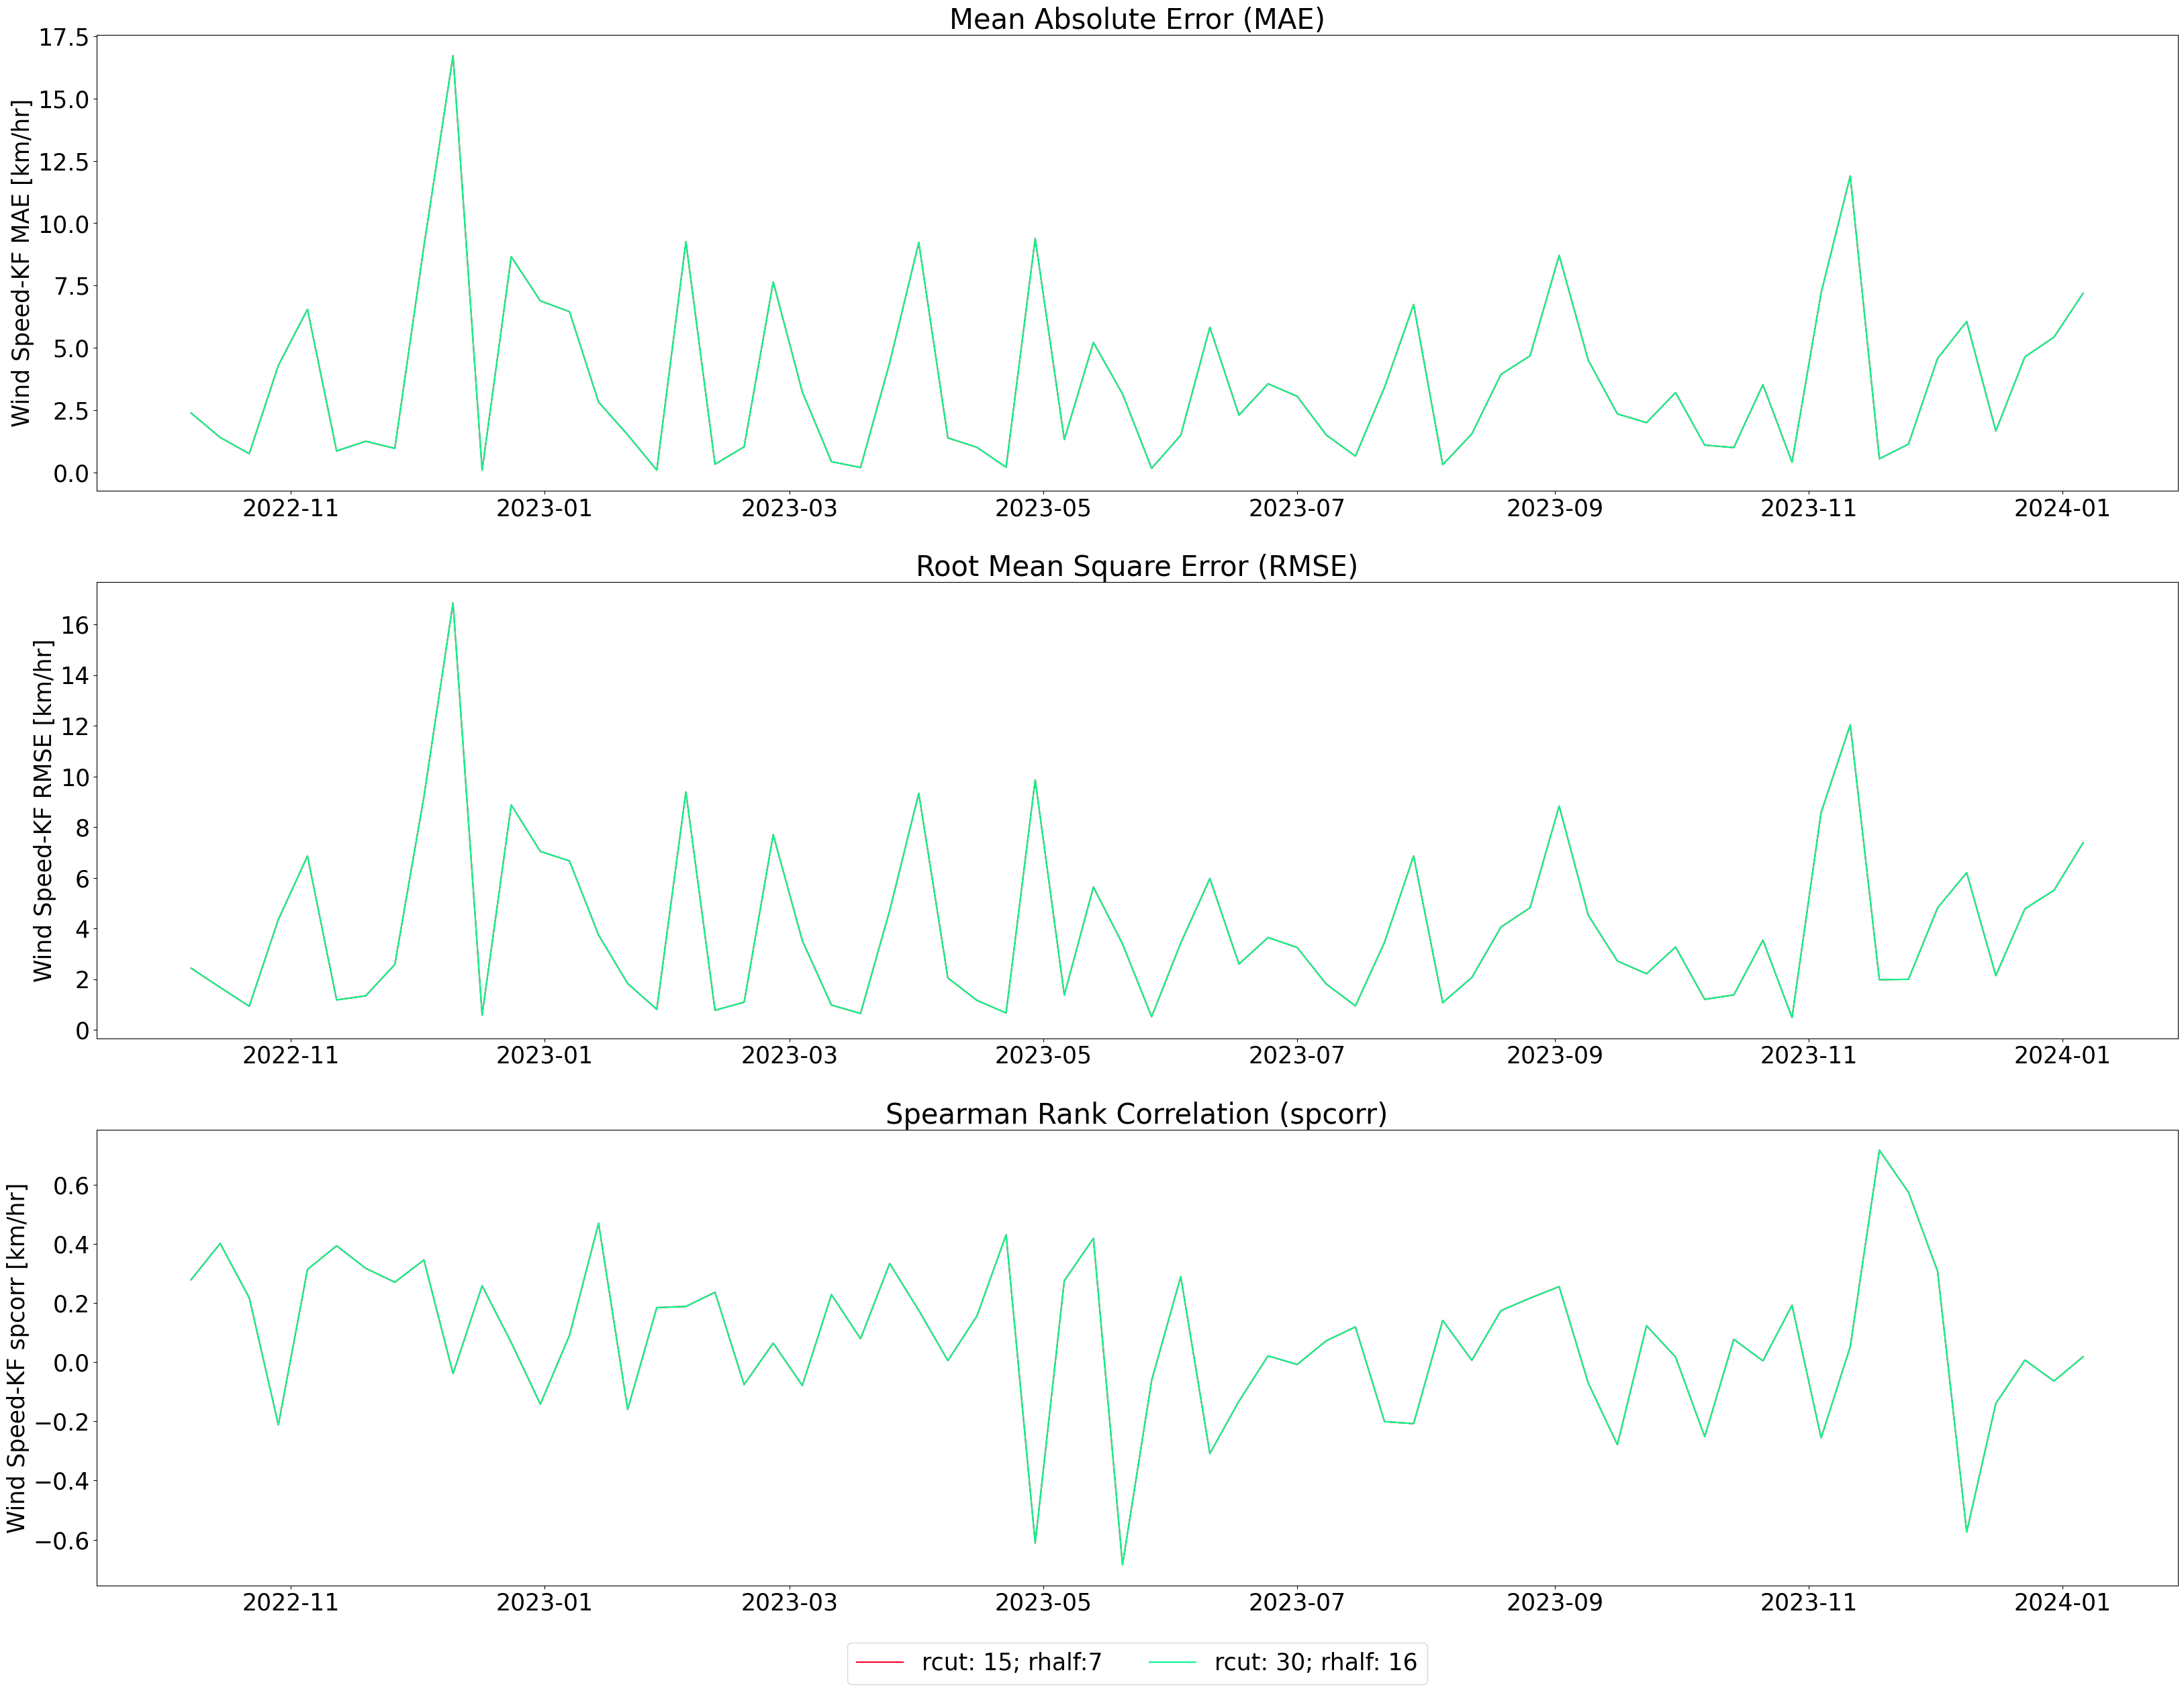 Mean Absolute Error (MAE)
Wind Speed-KF MAE [km/hr]
17.5
15.0
12.5
10.0
7.5
5.0
2.5
0.0
2022-11 2023-01 2023-03 2023-05 2023-07 2023-09 2023-11 2024-01
Root Mean Square Error (RMSE)
Wind Speed-KF RMSE [km/hr]
16
14
12
10
8
6
4
2
0
2022-11 2023-01 2023-03 2023-05 2023-07 2023-09 2023-11 2024-01
Spearman Rank Correlation (spcorr)
Wind Speed-KF spcorr [km/hr]
0.6
0.4
0.2
0.0
−0.2
−0.4
−0.6
2022-11 2023-01 2023-03 2023-05 2023-07 2023-09 2023-11 2024-01
rcut: 15; rhalf:7 rcut: 30; rhalf: 16